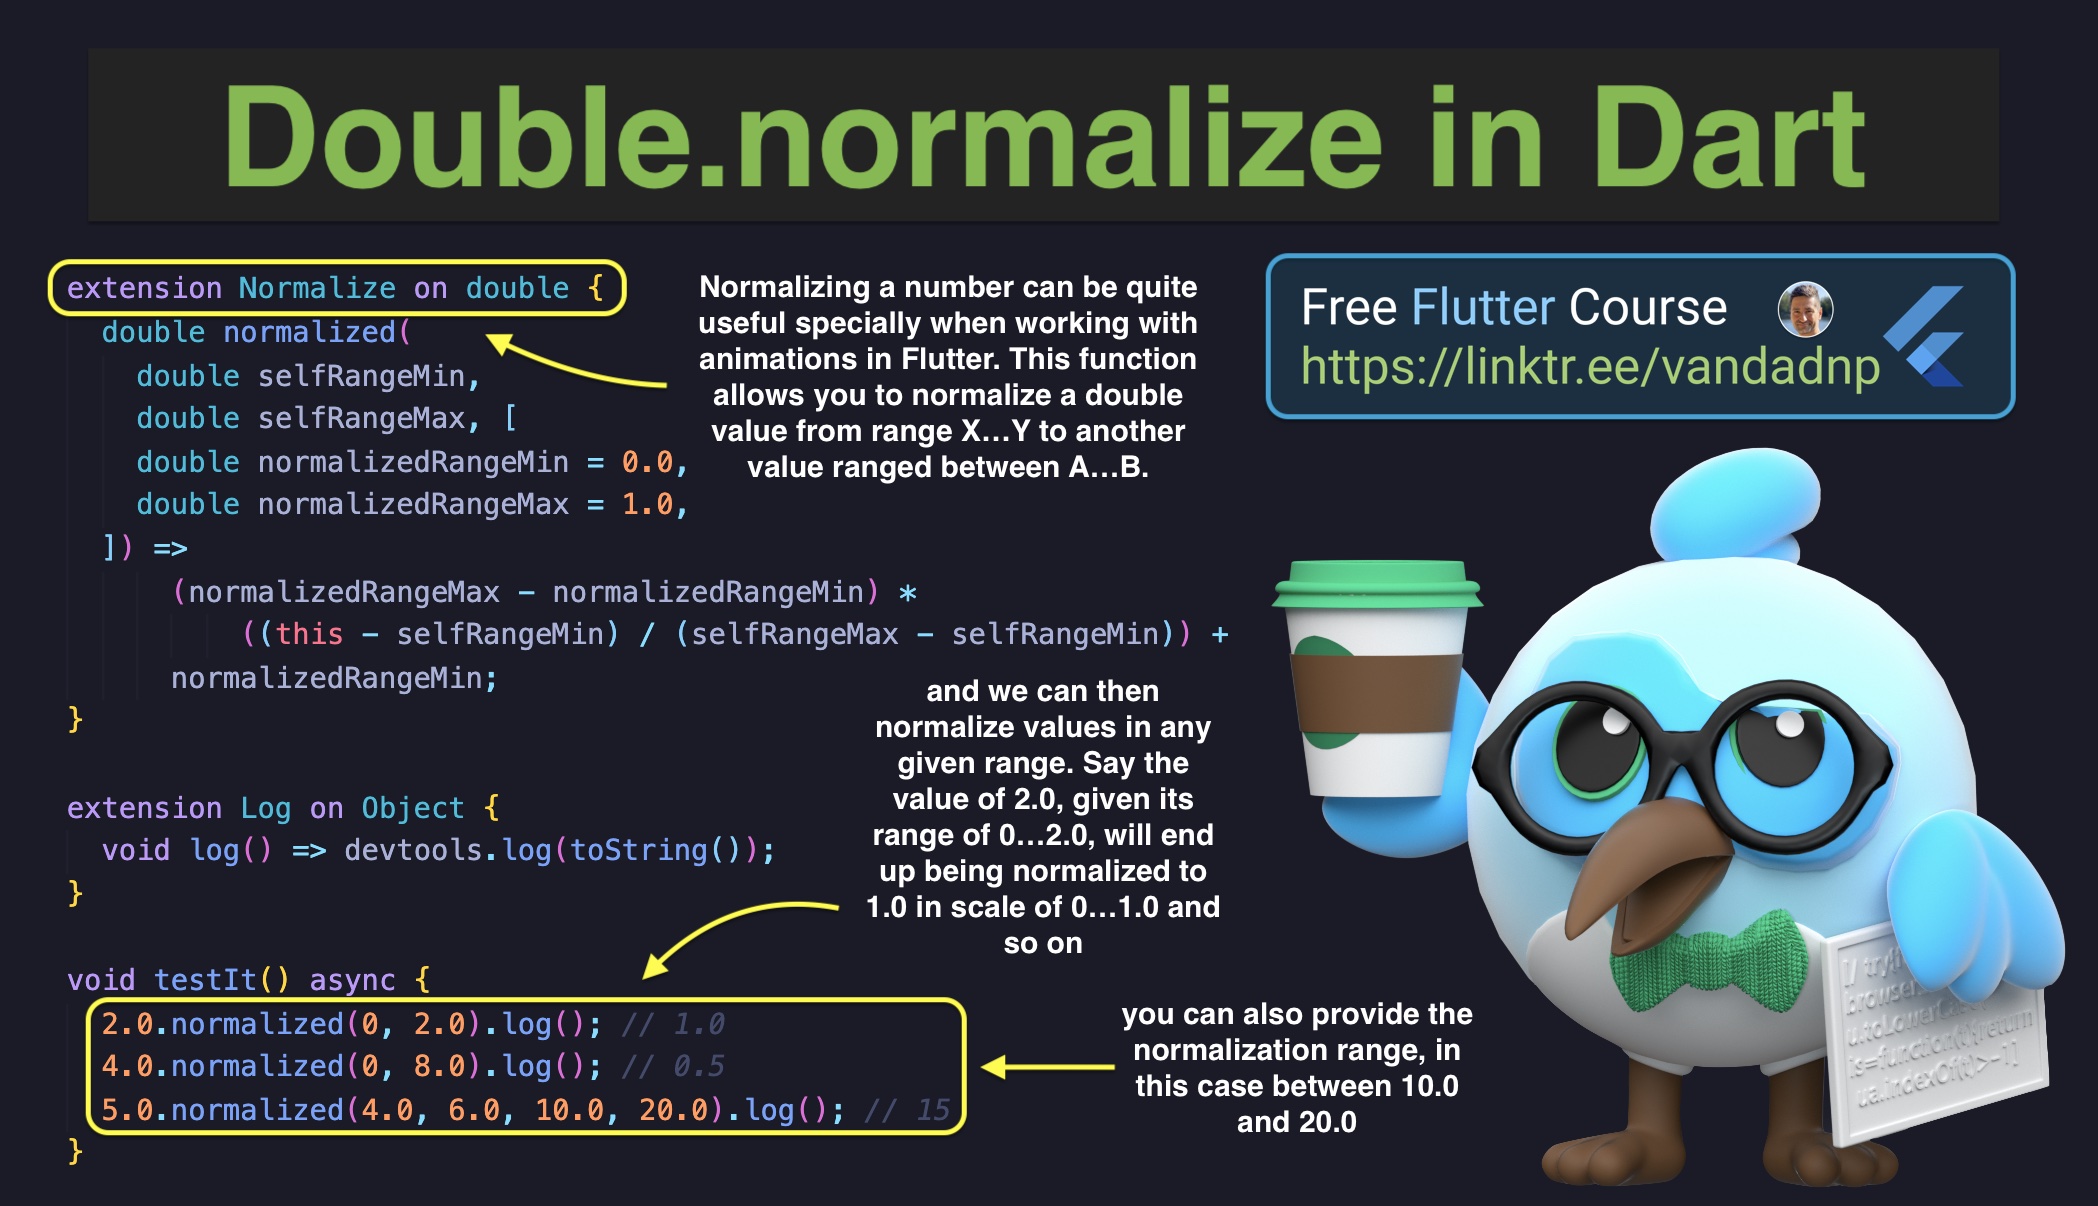 Double.normalize in Dart
extension Normalize on double {
double normalized(
double selfRangeMin,
double selfRangeMax, [
double normalizedRangeMin = 0.0,
double normalizedRangeMax = 1.0,
]) =>
(normalizedRangeMax - normalizedRangeMin) *
((this - selfRangeMin) / (selfRangeMax - selfRangeMin)) +
normalizedRangeMin;
}
Normalizing a number can be quite
useful specially when working with
animations in Flutter. This function
allows you to normalize a double
value from range X...Y to another
value ranged between A...B.
Free Flutter Course
https://linktr.ee/vandadnp
extension Log on Object {
void log() => devtools.log(toString());
}
and we can then
normalize values in any
given range. Say the
value of 2.0, given its
range of 0...2.0, will end
up being normalized to
1.0 in scale of 0...1.0 and
so on
void testIt() async {
2.0.normalized(0, 2.0).log(); // 1.0
4.0.normalized(0, 8.0).log(); // 0.5
5.0.normalized(4.0, 6.0, 10.0, 20.0).log(); // 15
}
you can also provide the
normalization range, in
this case between 10.0
and 20.0
browser
u.toLowerCase
is=function(t){return
ua.indexOf(t)>-1}